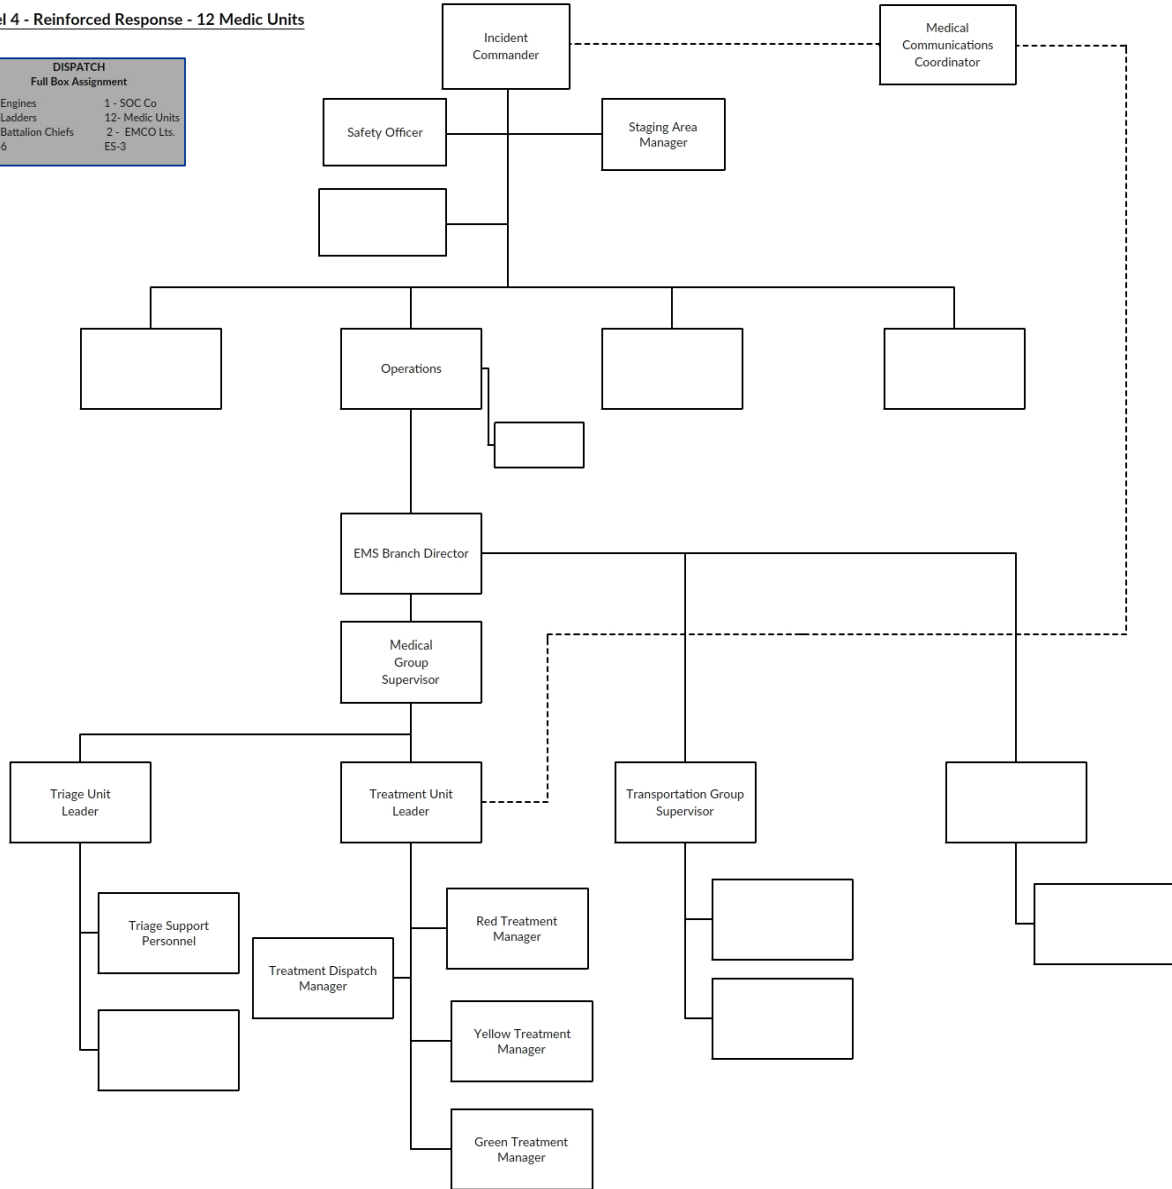 el 4 - Reinforced Response - 12 Medic Units
DISPATCH
Full Box Assignment
Engines 1 - SOC Co
Ladders 12- Medic Units
Battalion Chiefs 2 - EMCO Lts.
6 ES-3
Incident
Commander
Medical
Communications
Coordinator
Safety Officer
Staging Area
Manager
Operations
EMS Branch Director
Medical
Group
Supervisor
Triage Unit
Leader
Treatment Unit
Leader
Transportation Group
Supervisor
Triage Support
Personnel
Treatment Dispatch
Manager
Red Treatment
Manager
Yellow Treatment
Manager
Green Treatment
Manager